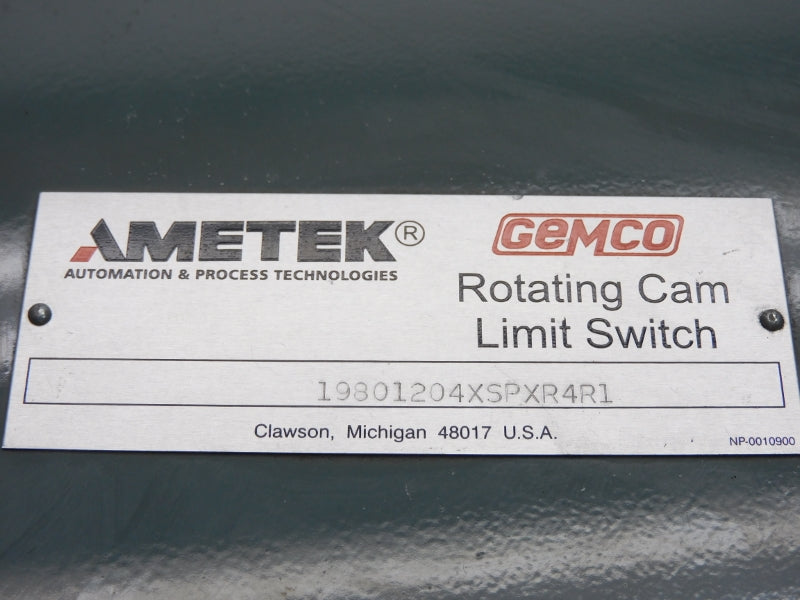 AMETEK®
AUTOMATION & PROCESS TECHNOLOGIES
GEMCO
Rotating Cam
Limit Switch
19801204XSPXR4R1
Clawson, Michigan 48017 U.S.A.
NP-0010900